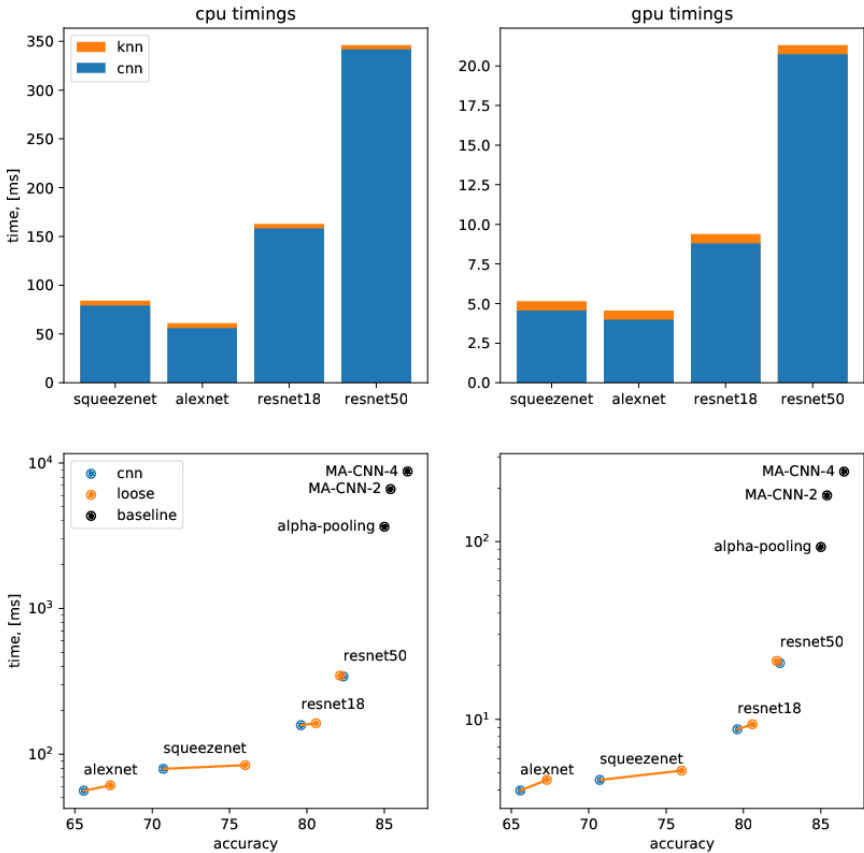 cpu timings
gpu timings
350
300
250
200
150
100
50
0
time, [ms]
knn
cnn
squeezenet
alexnet
resnet18
resnet50
20.0
17.5
15.0
12.5
10.0
7.5
5.0
2.5
0.0
squeezenet
alexnet
resnet18
resnet50
10^4
10^3
10^2
time, [ms]
cnn
loose
baseline
MA-CNN-4
MA-CNN-2
alpha-pooling
resnet50
resnet18
squeezenet
alexnet
65
70
75
80
85
accuracy
10^2
10^1
MA-CNN-4
MA-CNN-2
alpha-pooling
resnet50
resnet18
squeezenet
alexnet
65
70
75
80
85
accuracy